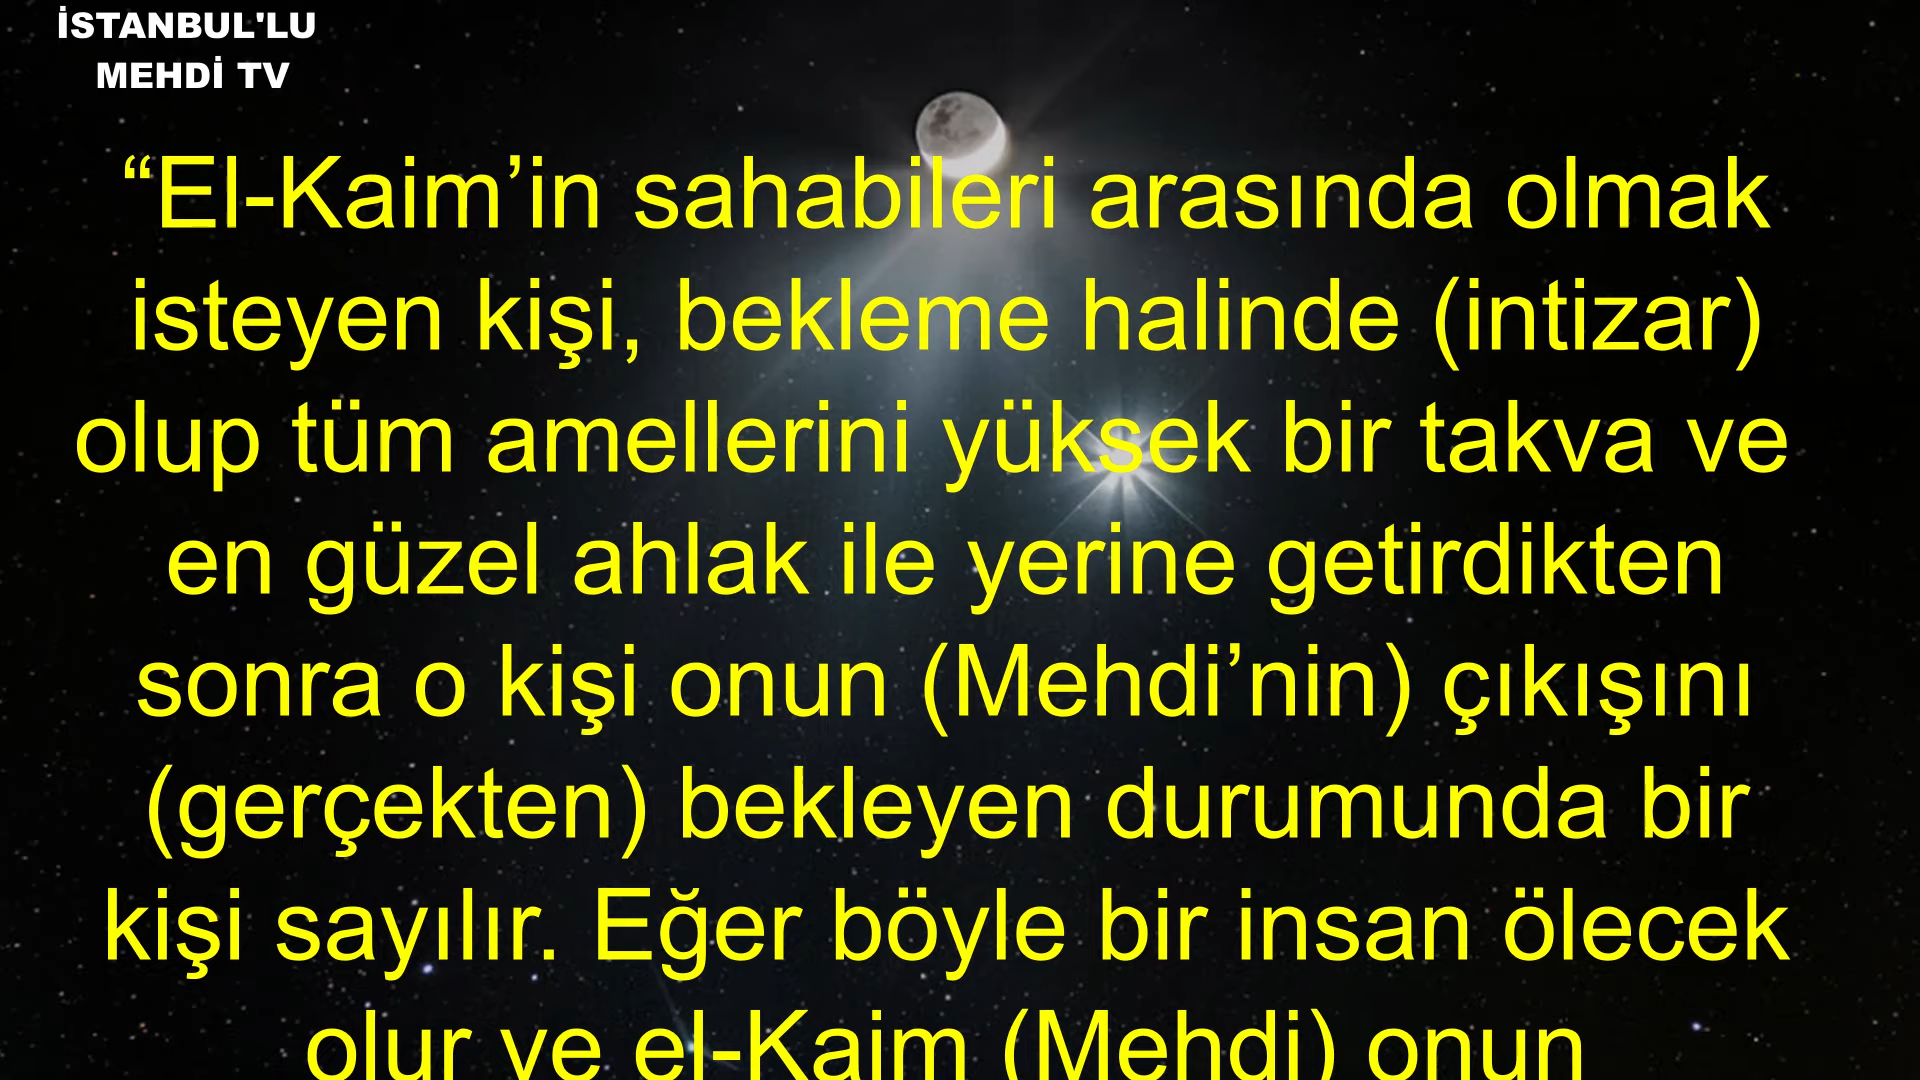 İSTANBUL'LU
MEHDİ TV
“El-Kaim’in sahabileri arasında olmak
isteyen kişi, bekleme halinde (intizar)
olup tüm amellerini yüksek bir takva ve
en güzel ahlak ile yerine getirdikten
sonra o kişi onun (Mehdi’nin) çıkışını
(gerçekten) bekleyen durumunda bir
kişi sayılır. Eğer böyle bir insan ölecek
olur ve el-Kaim (Mehdi) onun